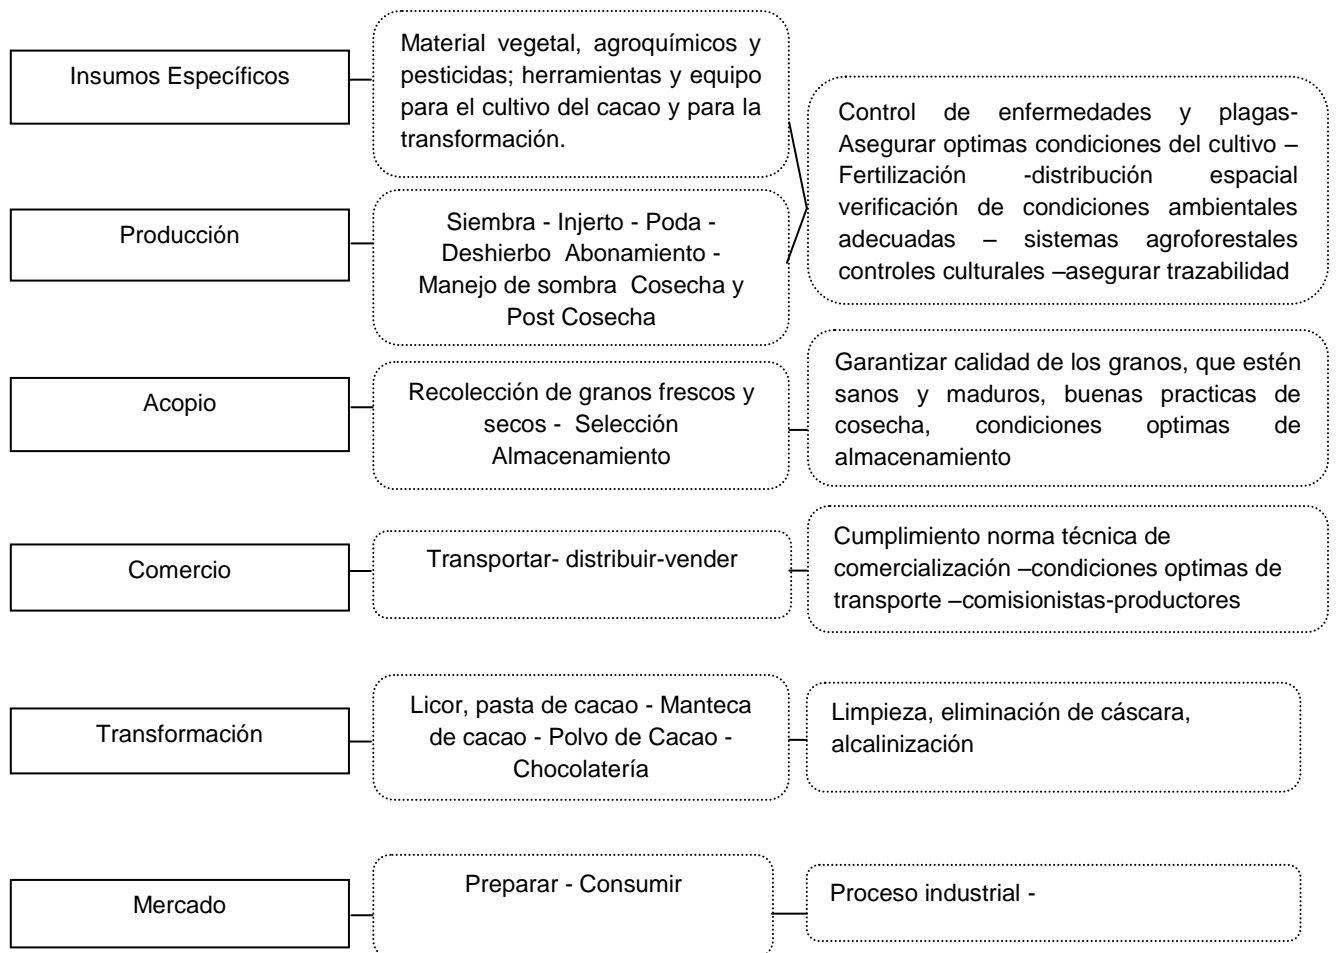 Insumos Específicos
Material vegetal, agroquímicos y
pesticidas; herramientas y equipo
para el cultivo del cacao y para la
transformación.
Control de enfermedades y plagas-
Asegurar optimas condiciones del cultivo –
Fertilización -distribución espacial
verificación de condiciones ambientales
adecuadas – sistemas agroforestales
controles culturales –asegurar trazabilidad
Producción
Siembra - Injerto - Poda -
Deshierbo Abonamiento -
Manejo de sombra Cosecha y
Post Cosecha
Acopio
Recolección de granos frescos y
secos - Selección
Almacenamiento
Garantizar calidad de los granos, que estén
sanos y maduros, buenas practicas de
cosecha, condiciones optimas de
almacenamiento
Comercio
Transportar- distribuir-vender
Cumplimiento norma técnica de
comercialización –condiciones optimas de
transporte –comisionistas-productores
Transformación
Licor, pasta de cacao - Manteca
de cacao - Polvo de Cacao -
Chocolatería
Limpieza, eliminación de cáscara,
alcalinización
Mercado
Preparar - Consumir
Proceso industrial -